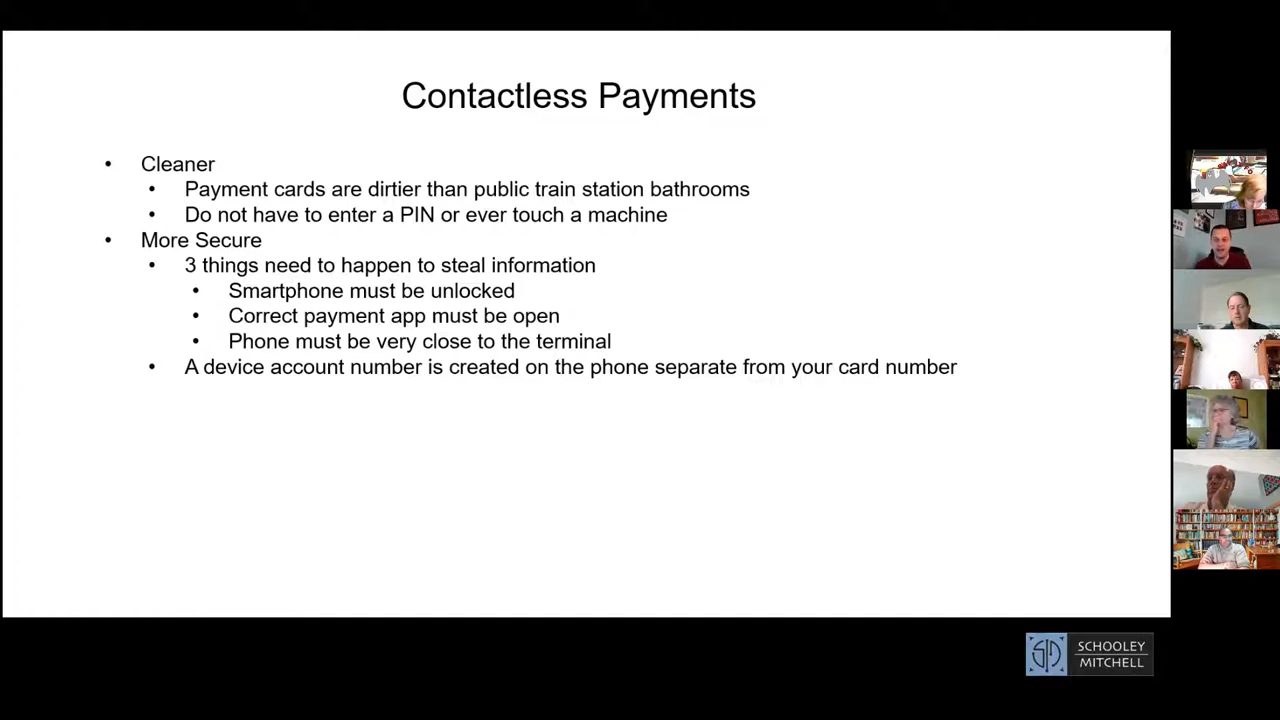 Contactless Payments
• Cleaner
• Payment cards are dirtier than public train station bathrooms
• Do not have to enter a PIN or ever touch a machine
• More Secure
• 3 things need to happen to steal information
• Smartphone must be unlocked
• Correct payment app must be open
• Phone must be very close to the terminal
• A device account number is created on the phone separate from your card number
SCHOOLEY
MITCHELL